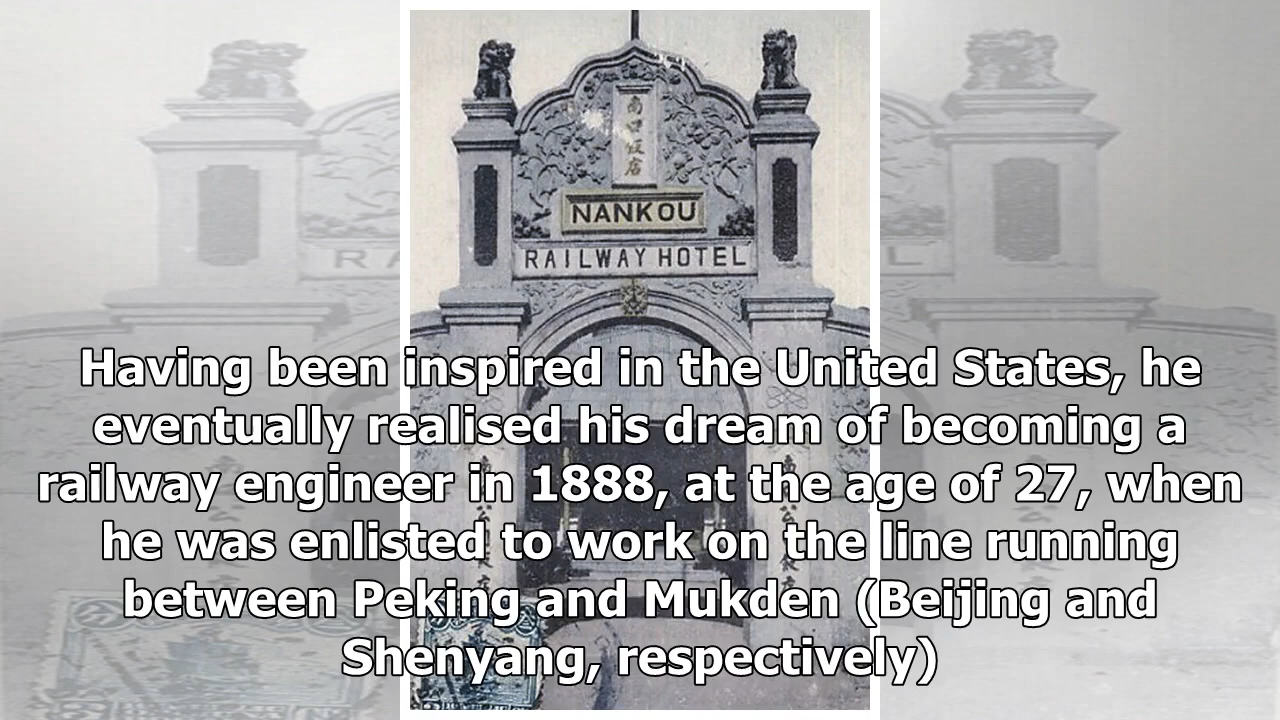 南口飯店
NANKOU
RAILWAY HOTEL
Having been inspired in the United States, he
eventually realised his dream of becoming a
railway engineer in 1888, at the age of 27, when
he was enlisted to work on the line running
between Peking and Mukden (Beijing and
Shenyang, respectively)